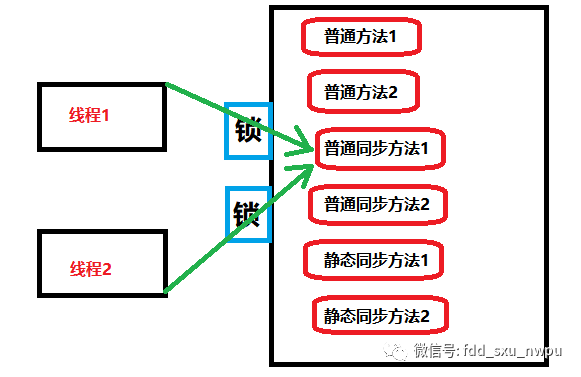 线程1
线程2
锁
锁
普通方法1
普通方法2
普通同步方法1
普通同步方法2
静态同步方法1
静态同步方法2
微信号: fdd_sxu_nwpu